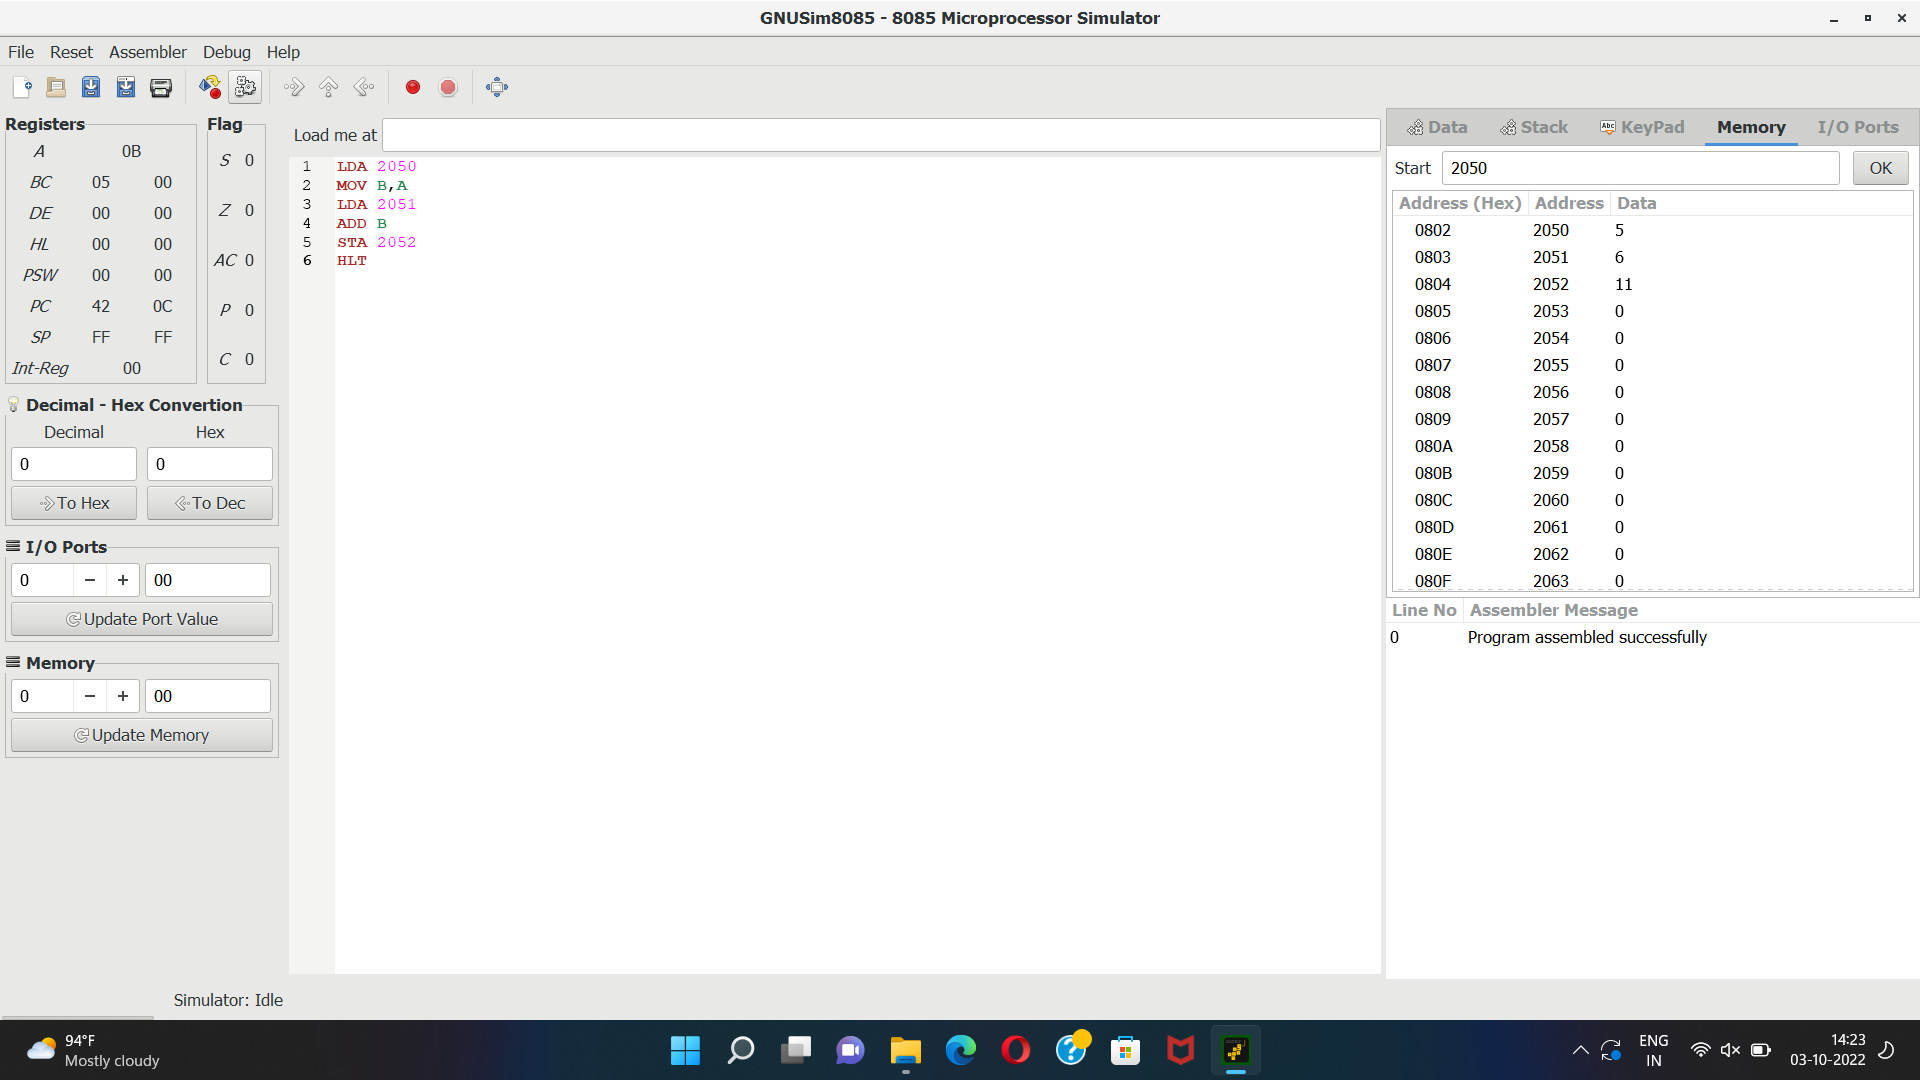 GNUSim8085 - 8085 Microprocessor Simulator
File Reset Assembler Debug Help
Registers
A 0B
BC 05 00
DE 00 00
HL 00 00
PSW 00 00
PC 42 0C
SP FF FF
Int-Reg 00
Flag
S 0
Z 0
AC 0
P 0
C 0
Decimal - Hex Convertion
Decimal Hex
0 0
To Hex To Dec
I/O Ports
0 − + 00
Update Port Value
Memory
0 − + 00
Update Memory
Load me at
1 LDA 2050
2 MOV B,A
3 LDA 2051
4 ADD B
5 STA 2052
6 HLT
Data Stack Abc KeyPad Memory I/O Ports
Start 2050 OK
Address (Hex) Address Data
0802 2050 5
0803 2051 6
0804 2052 11
0805 2053 0
0806 2054 0
0807 2055 0
0808 2056 0
0809 2057 0
080A 2058 0
080B 2059 0
080C 2060 0
080D 2061 0
080E 2062 0
080F 2063 0
Line No Assembler Message
0 Program assembled successfully
Simulator: Idle
94°F
Mostly cloudy
ENG
IN
14:23
03-10-2022